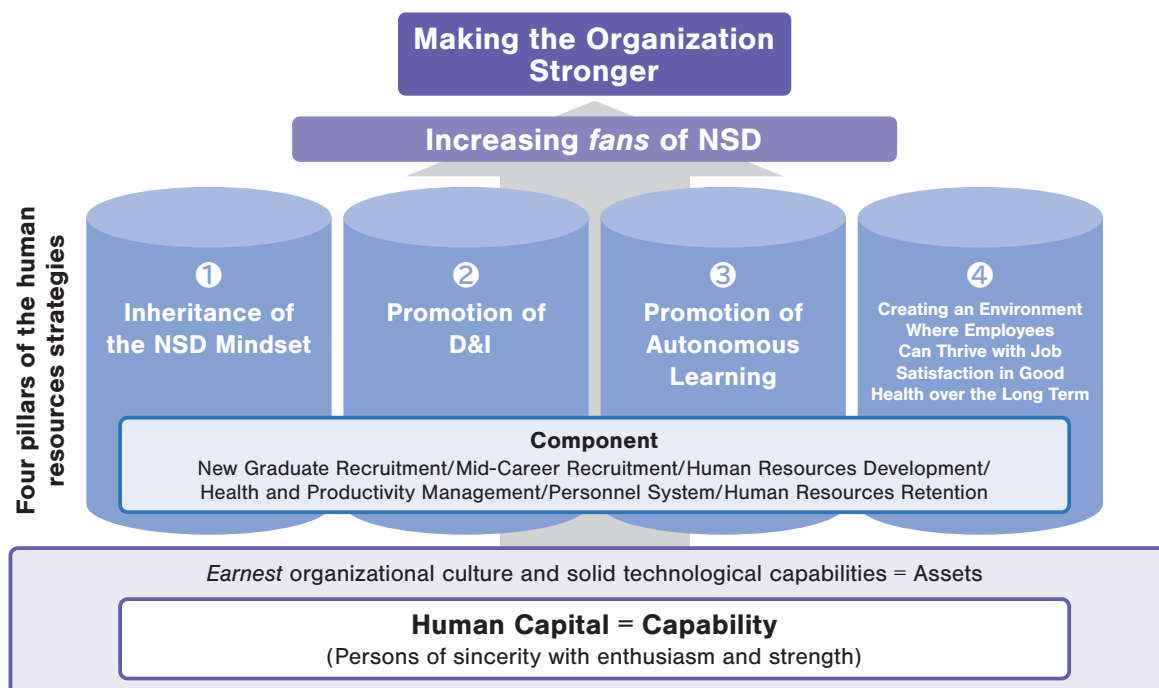 Making the Organization
Stronger
Increasing fans of NSD
Four pillars of the human
resources strategies
1
Inheritance of
the NSD Mindset
2
Promotion of
D&I
3
Promotion of
Autonomous
Learning
4
Creating an Environment
Where Employees
Can Thrive with Job
Satisfaction in Good
Health over the Long Term
Component
New Graduate Recruitment/Mid-Career Recruitment/Human Resources Development/
Health and Productivity Management/Personnel System/Human Resources Retention
Earnest organizational culture and solid technological capabilities = Assets
Human Capital = Capability
(Persons of sincerity with enthusiasm and strength)